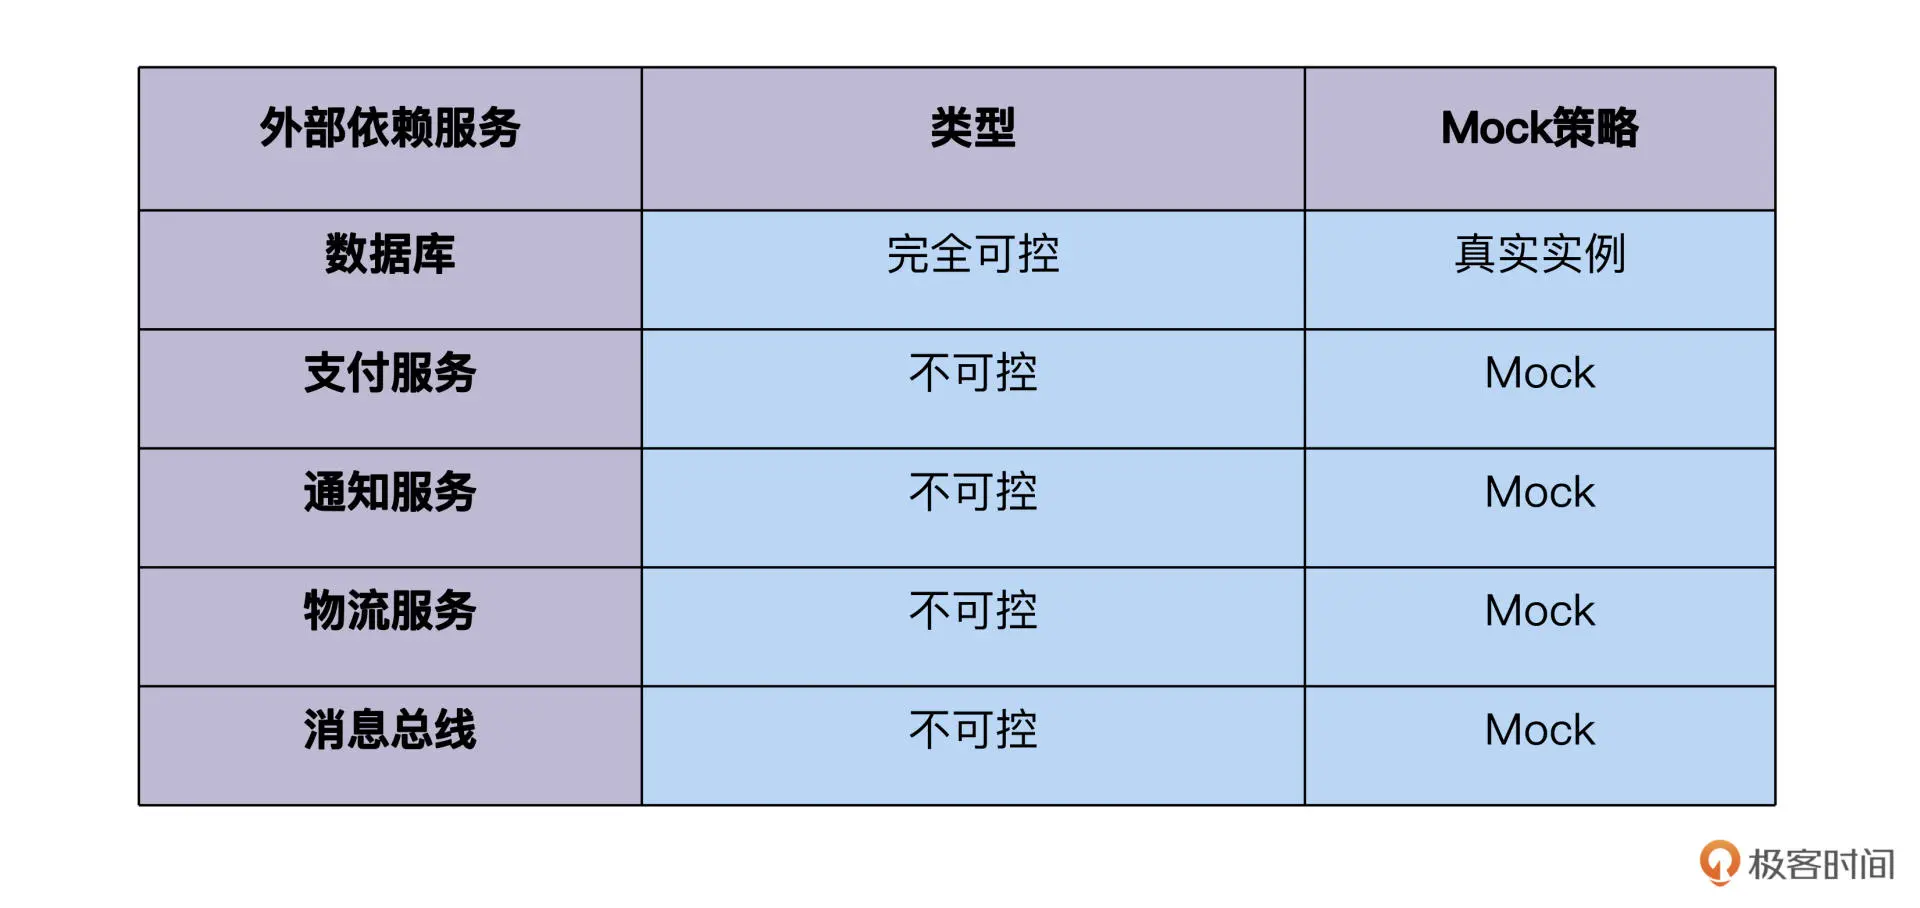 外部依赖服务 类型 Mock策略
数据库 完全可控 真实实例
支付服务 不可控 Mock
通知服务 不可控 Mock
物流服务 不可控 Mock
消息总线 不可控 Mock
极客时间